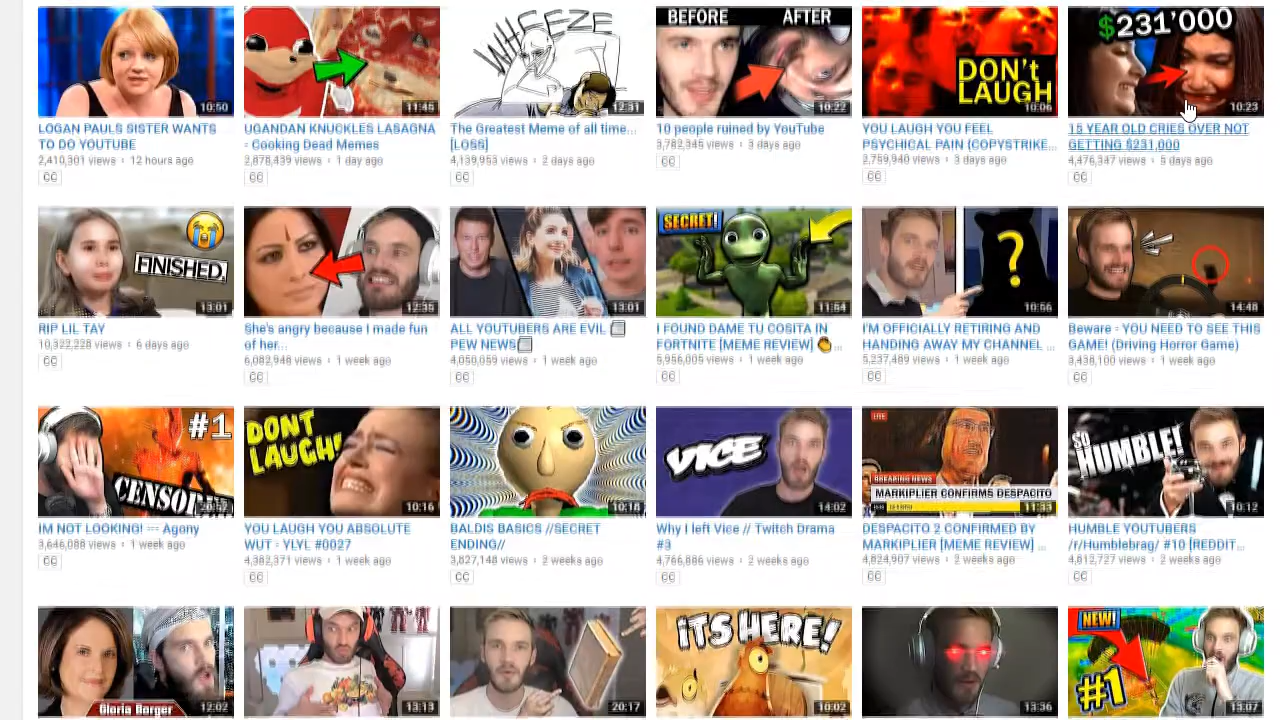 WHEEZE
BEFORE AFTER
DON't
LAUGH
$231'000
10:50
11:45
12:31
10:22
10:06
10:23
LOGAN PAULS SISTER WANTS
TO DO YOUTUBE
2,410,301 views • 12 hours ago
CC
UGANDAN KNUCKLES LASAGNA
- Cooking Dead Memes
2,878,439 views • 1 day ago
CC
The Greatest Meme of all time...
[LOSS]
4,139,953 views • 2 days ago
CC
10 people ruined by YouTube
3,782,345 views • 3 days ago
CC
YOU LAUGH YOU FEEL
PSYCHICAL PAIN (COPYSTRIKE...
2,759,940 views • 3 days ago
CC
15 YEAR OLD CRIES OVER NOT
GETTING $231,000
4,476,347 views • 5 days ago
CC
FINISHED.
SECRET!
?
13:01
12:35
13:01
11:54
10:56
14:48
RIP LIL TAY
10,322,228 views • 6 days ago
CC
She's angry because I made fun
of her...
6,082,946 views • 1 week ago
CC
ALL YOUTUBERS ARE EVIL 📰
PEW NEWS📰
4,050,059 views • 1 week ago
CC
I FOUND DAME TU COSITA IN
FORTNITE [MEME REVIEW] 👏 ...
5,956,005 views • 1 week ago
CC
I'M OFFICIALLY RETIRING AND
HANDING AWAY MY CHANNEL ...
5,237,489 views • 1 week ago
CC
Beware - YOU NEED TO SEE THIS
GAME! (Driving Horror Game)
3,438,100 views • 1 week ago
CC
#1
CENSOR
DONT
LAUGH!
VICE
LIVE
BREAKING NEWS
MARKIPLIER CONFIRMS DESPACITO
SO
HUMBLE!
20:57
10:16
10:14
14:02
11:33
10:12
IM NOT LOOKING! == Agony
3,646,088 views • 1 week ago
CC
YOU LAUGH YOU ABSOLUTE
WUT - YLYL #0027
4,382,371 views • 1 week ago
CC
BALDIS BASICS //SECRET
ENDING//
3,827,148 views • 2 weeks ago
CC
Why I left Vice // Twitch Drama
#3
4,766,886 views • 2 weeks ago
CC
DESPACITO 2 CONFIRMED BY
MARKIPLIER [MEME REVIEW] ...
4,824,907 views • 2 weeks ago
CC
HUMBLE YOUTUBERS
/r/Humblebrag/ #10 [REDDIT...
4,812,727 views • 2 weeks ago
CC
Gloria Borger
ITS HERE!
NEW!
#1
12:02
13:13
20:17
10:02
13:36
13:07